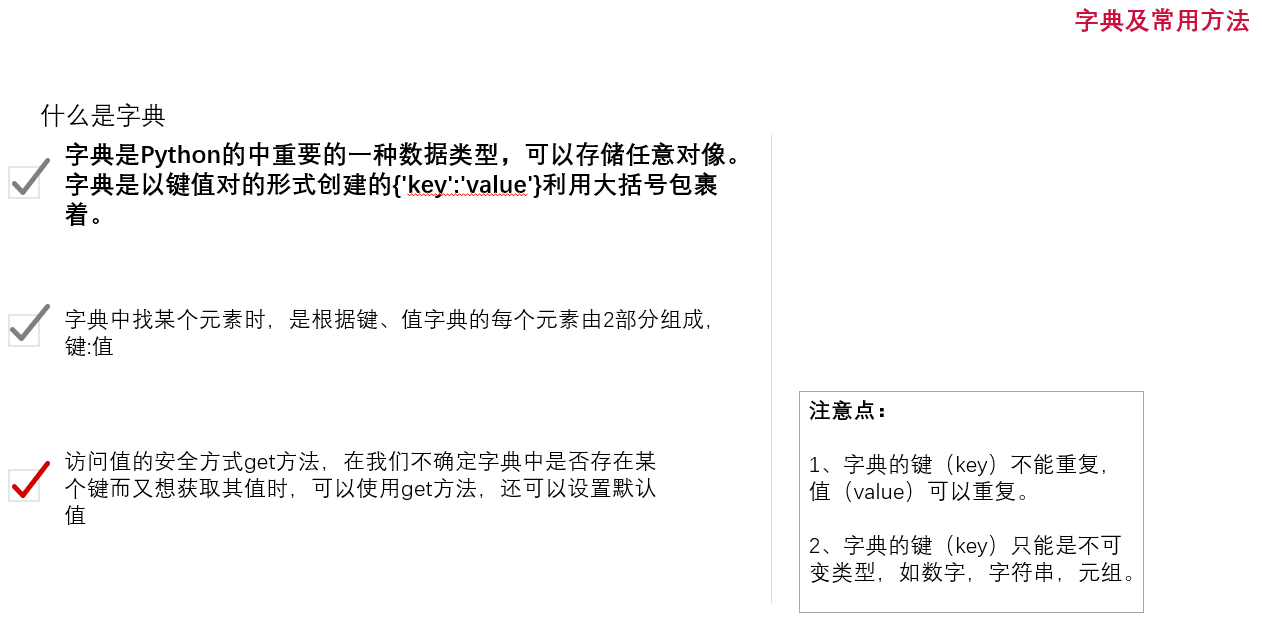 字典及常用方法
什么是字典
字典是Python的中重要的一种数据类型，可以存储任意对像。
字典是以键值对的形式创建的{'key':'value'}利用大括号包裹
着。
字典中找某个元素时，是根据键、值字典的每个元素由2部分组成，
键:值
访问值的安全方式get方法，在我们不确定字典中是否存在某
个键而又想获取其值时，可以使用get方法，还可以设置默认
值
注意点：
1、字典的键（key）不能重复，
值（value）可以重复。
2、字典的键（key）只能是不可
变类型，如数字，字符串，元组。